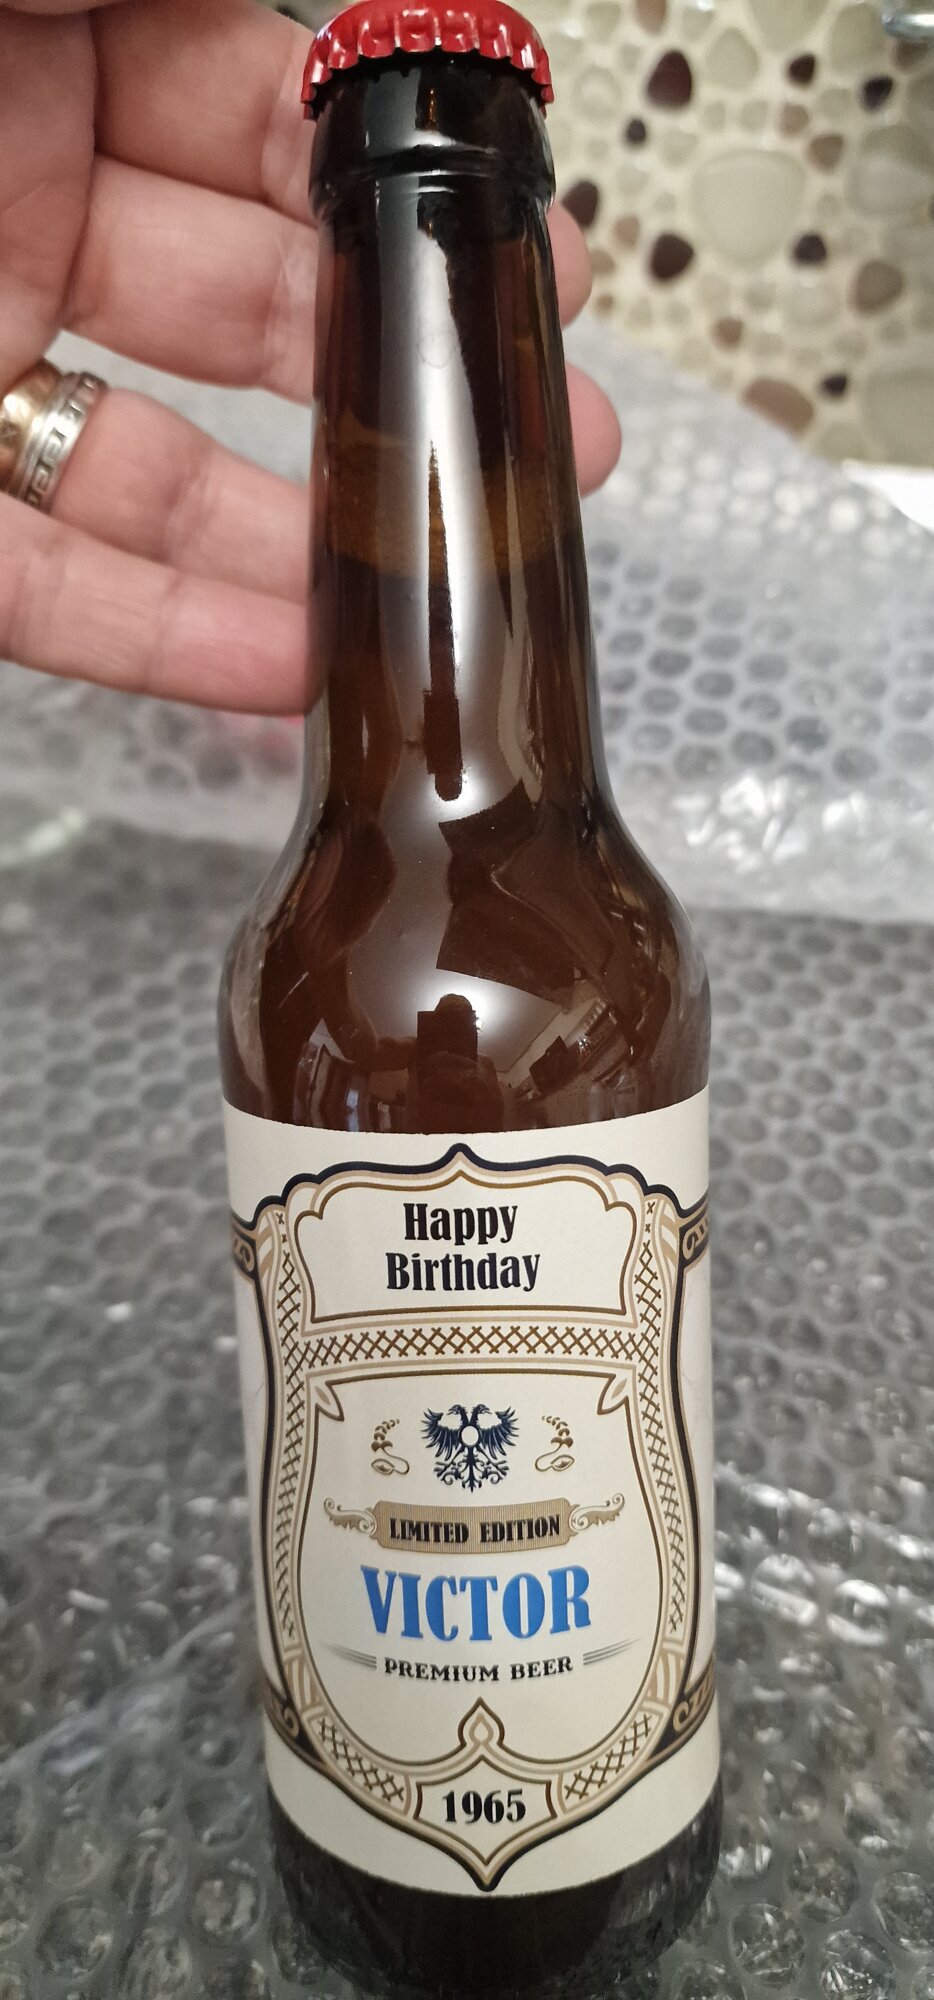 Happy
Birthday
LIMITED EDITION
VICTOR
PREMIUM BEER
1965